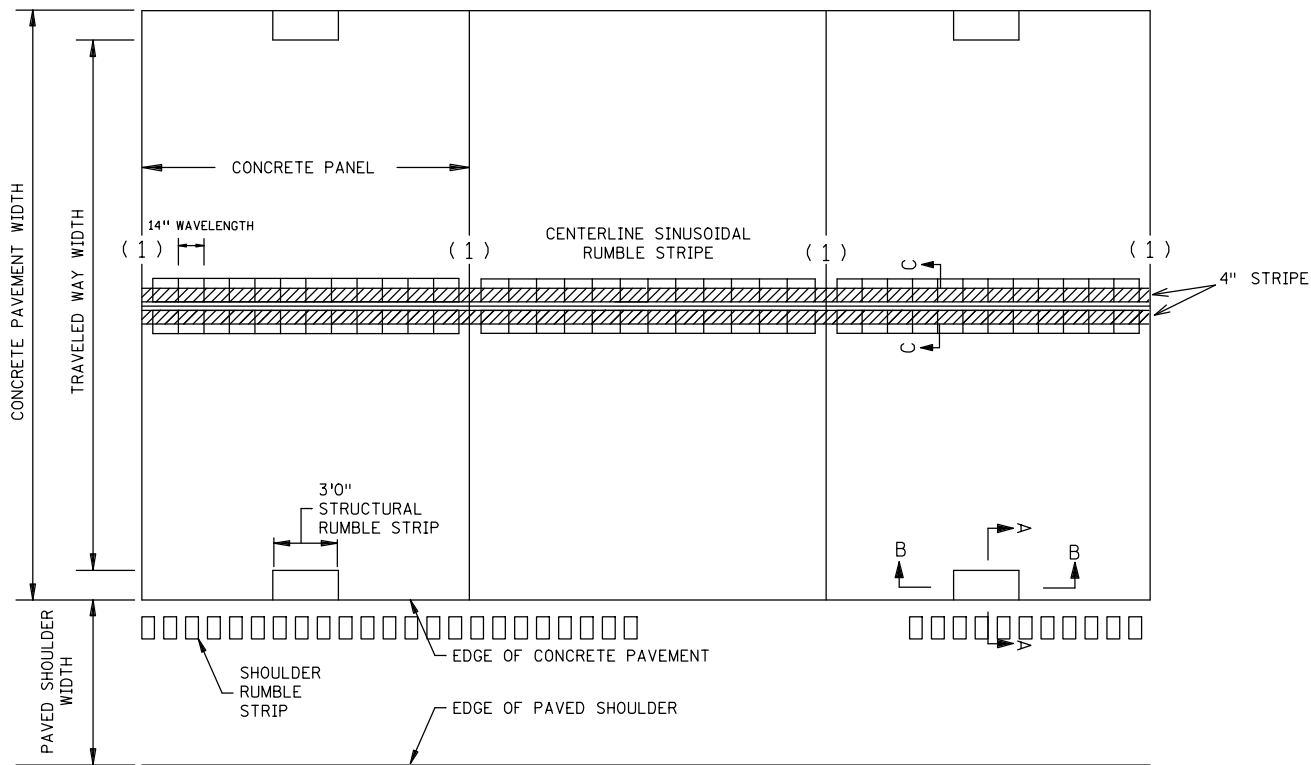 CONCRETE PAVEMENT WIDTH
TRAVELED WAY WIDTH
CONCRETE PANEL
14" WAVELENGTH
CENTERLINE SINUSOIDAL
RUMBLE STRIPE
(1)
(1)
(1)
(1)
C
4" STRIPE
C
3'0"
STRUCTURAL
RUMBLE STRIP
A
B
B
PAVED SHOULDER
WIDTH
A
EDGE OF CONCRETE PAVEMENT
SHOULDER
RUMBLE
STRIP
EDGE OF PAVED SHOULDER